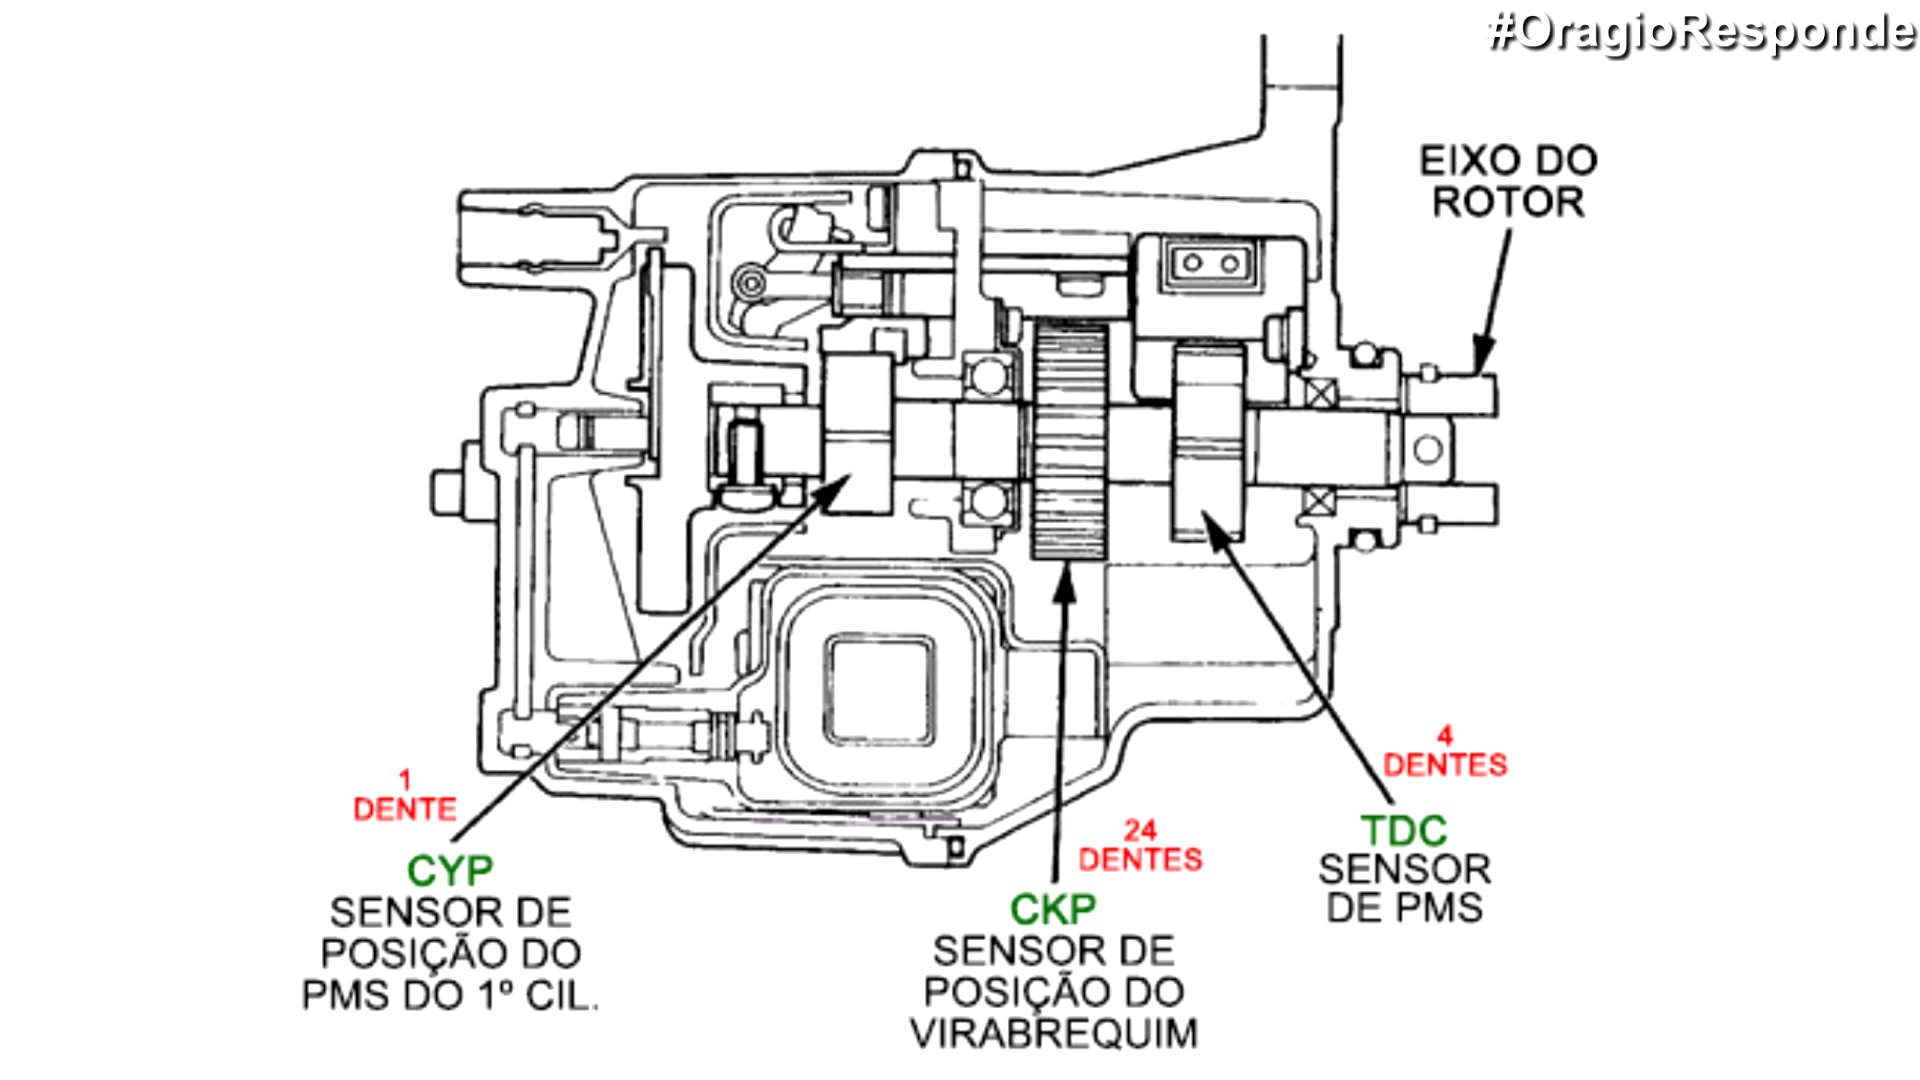 #OragioResponde
EIXO DO
ROTOR
1
DENTE
CYP
SENSOR DE
POSIÇÃO DO
PMS DO 1º CIL.
24
DENTES
CKP
SENSOR DE
POSIÇÃO DO
VIRABREQUIM
4
DENTES
TDC
SENSOR
DE PMS